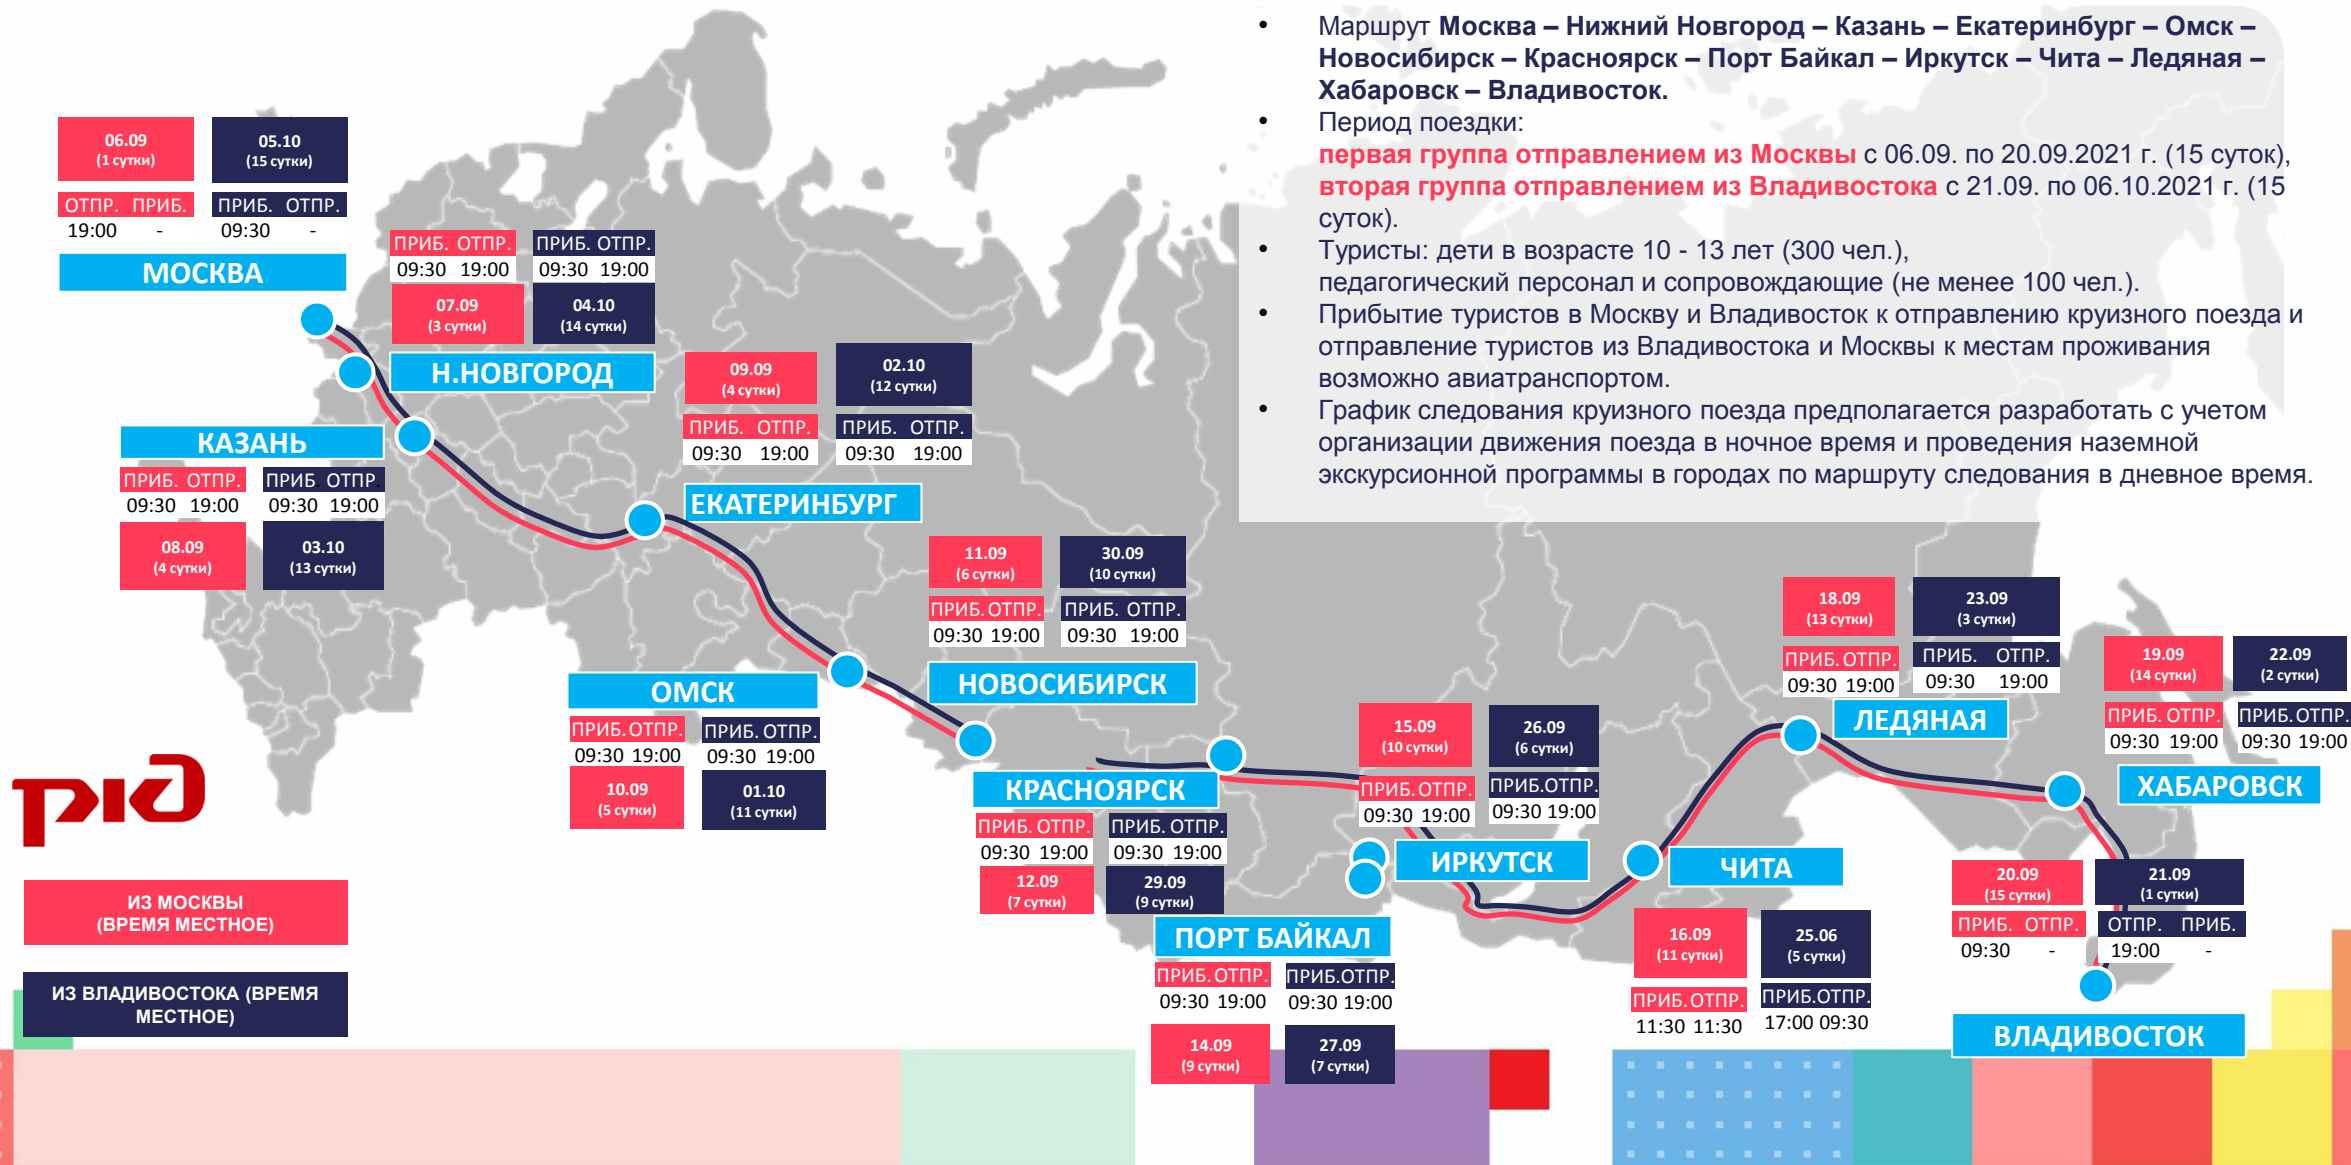 • Маршрут Москва – Нижний Новгород – Казань – Екатеринбург – Омск –
Новосибирск – Красноярск – Порт Байкал – Иркутск – Чита – Ледяная –
Хабаровск – Владивосток.
• Период поездки:
первая группа отправлением из Москвы с 06.09. по 20.09.2021 г. (15 суток),
вторая группа отправлением из Владивостока с 21.09. по 06.10.2021 г. (15
суток).
• Туристы: дети в возрасте 10 - 13 лет (300 чел.),
педагогический персонал и сопровождающие (не менее 100 чел.).
• Прибытие туристов в Москву и Владивосток к отправлению круизного поезда и
отправление туристов из Владивостока и Москвы к местам проживания
возможно авиатранспортом.
• График следования круизного поезда предполагается разработать с учетом
организации движения поезда в ночное время и проведения наземной
экскурсионной программы в городах по маршруту следования в дневное время.
06.09 05.10
(1 сутки) (15 сутки)
ОТПР. ПРИБ. ПРИБ. ОТПР.
19:00 - 09:30 -
МОСКВА
ПРИБ. ОТПР. ПРИБ. ОТПР.
09:30 19:00 09:30 19:00
07.09 04.10
(3 сутки) (14 сутки)
Н.НОВГОРОД
КАЗАНЬ
ПРИБ. ОТПР. ПРИБ. ОТПР.
09:30 19:00 09:30 19:00
08.09 03.10
(4 сутки) (13 сутки)
09.09 02.10
(4 сутки) (12 сутки)
ПРИБ. ОТПР. ПРИБ. ОТПР.
09:30 19:00 09:30 19:00
ЕКАТЕРИНБУРГ
ОМСК
ПРИБ. ОТПР. ПРИБ. ОТПР.
09:30 19:00 09:30 19:00
10.09 01.10
(5 сутки) (11 сутки)
11.09 30.09
(6 сутки) (10 сутки)
ПРИБ. ОТПР. ПРИБ. ОТПР.
09:30 19:00 09:30 19:00
НОВОСИБИРСК
КРАСНОЯРСК
ПРИБ. ОТПР. ПРИБ. ОТПР.
09:30 19:00 09:30 19:00
12.09 29.09
(7 сутки) (9 сутки)
ПОРТ БАЙКАЛ
ПРИБ. ОТПР. ПРИБ.ОТПР.
09:30 19:00 09:30 19:00
14.09 27.09
(9 сутки) (7 сутки)
15.09 26.09
(10 сутки) (6 сутки)
ПРИБ. ОТПР. ПРИБ.ОТПР.
09:30 19:00 09:30 19:00
ИРКУТСК
ЧИТА
16.09 25.06
(11 сутки) (5 сутки)
ПРИБ. ОТПР. ПРИБ.ОТПР.
11:30 11:30 17:00 09:30
18.09 23.09
(13 сутки) (3 сутки)
ПРИБ. ОТПР. ПРИБ. ОТПР.
09:30 19:00 09:30 19:00
ЛЕДЯНАЯ
19.09 22.09
(14 сутки) (2 сутки)
ПРИБ. ОТПР. ПРИБ.ОТПР.
09:30 19:00 09:30 19:00
ХАБАРОВСК
20.09 21.09
(15 сутки) (1 сутки)
ПРИБ. ОТПР. ОТПР. ПРИБ.
09:30 - 19:00 -
ВЛАДИВОСТОК
ржд
ИЗ МОСКВЫ
(ВРЕМЯ МЕСТНОЕ)
ИЗ ВЛАДИВОСТОКА (ВРЕМЯ
МЕСТНОЕ)